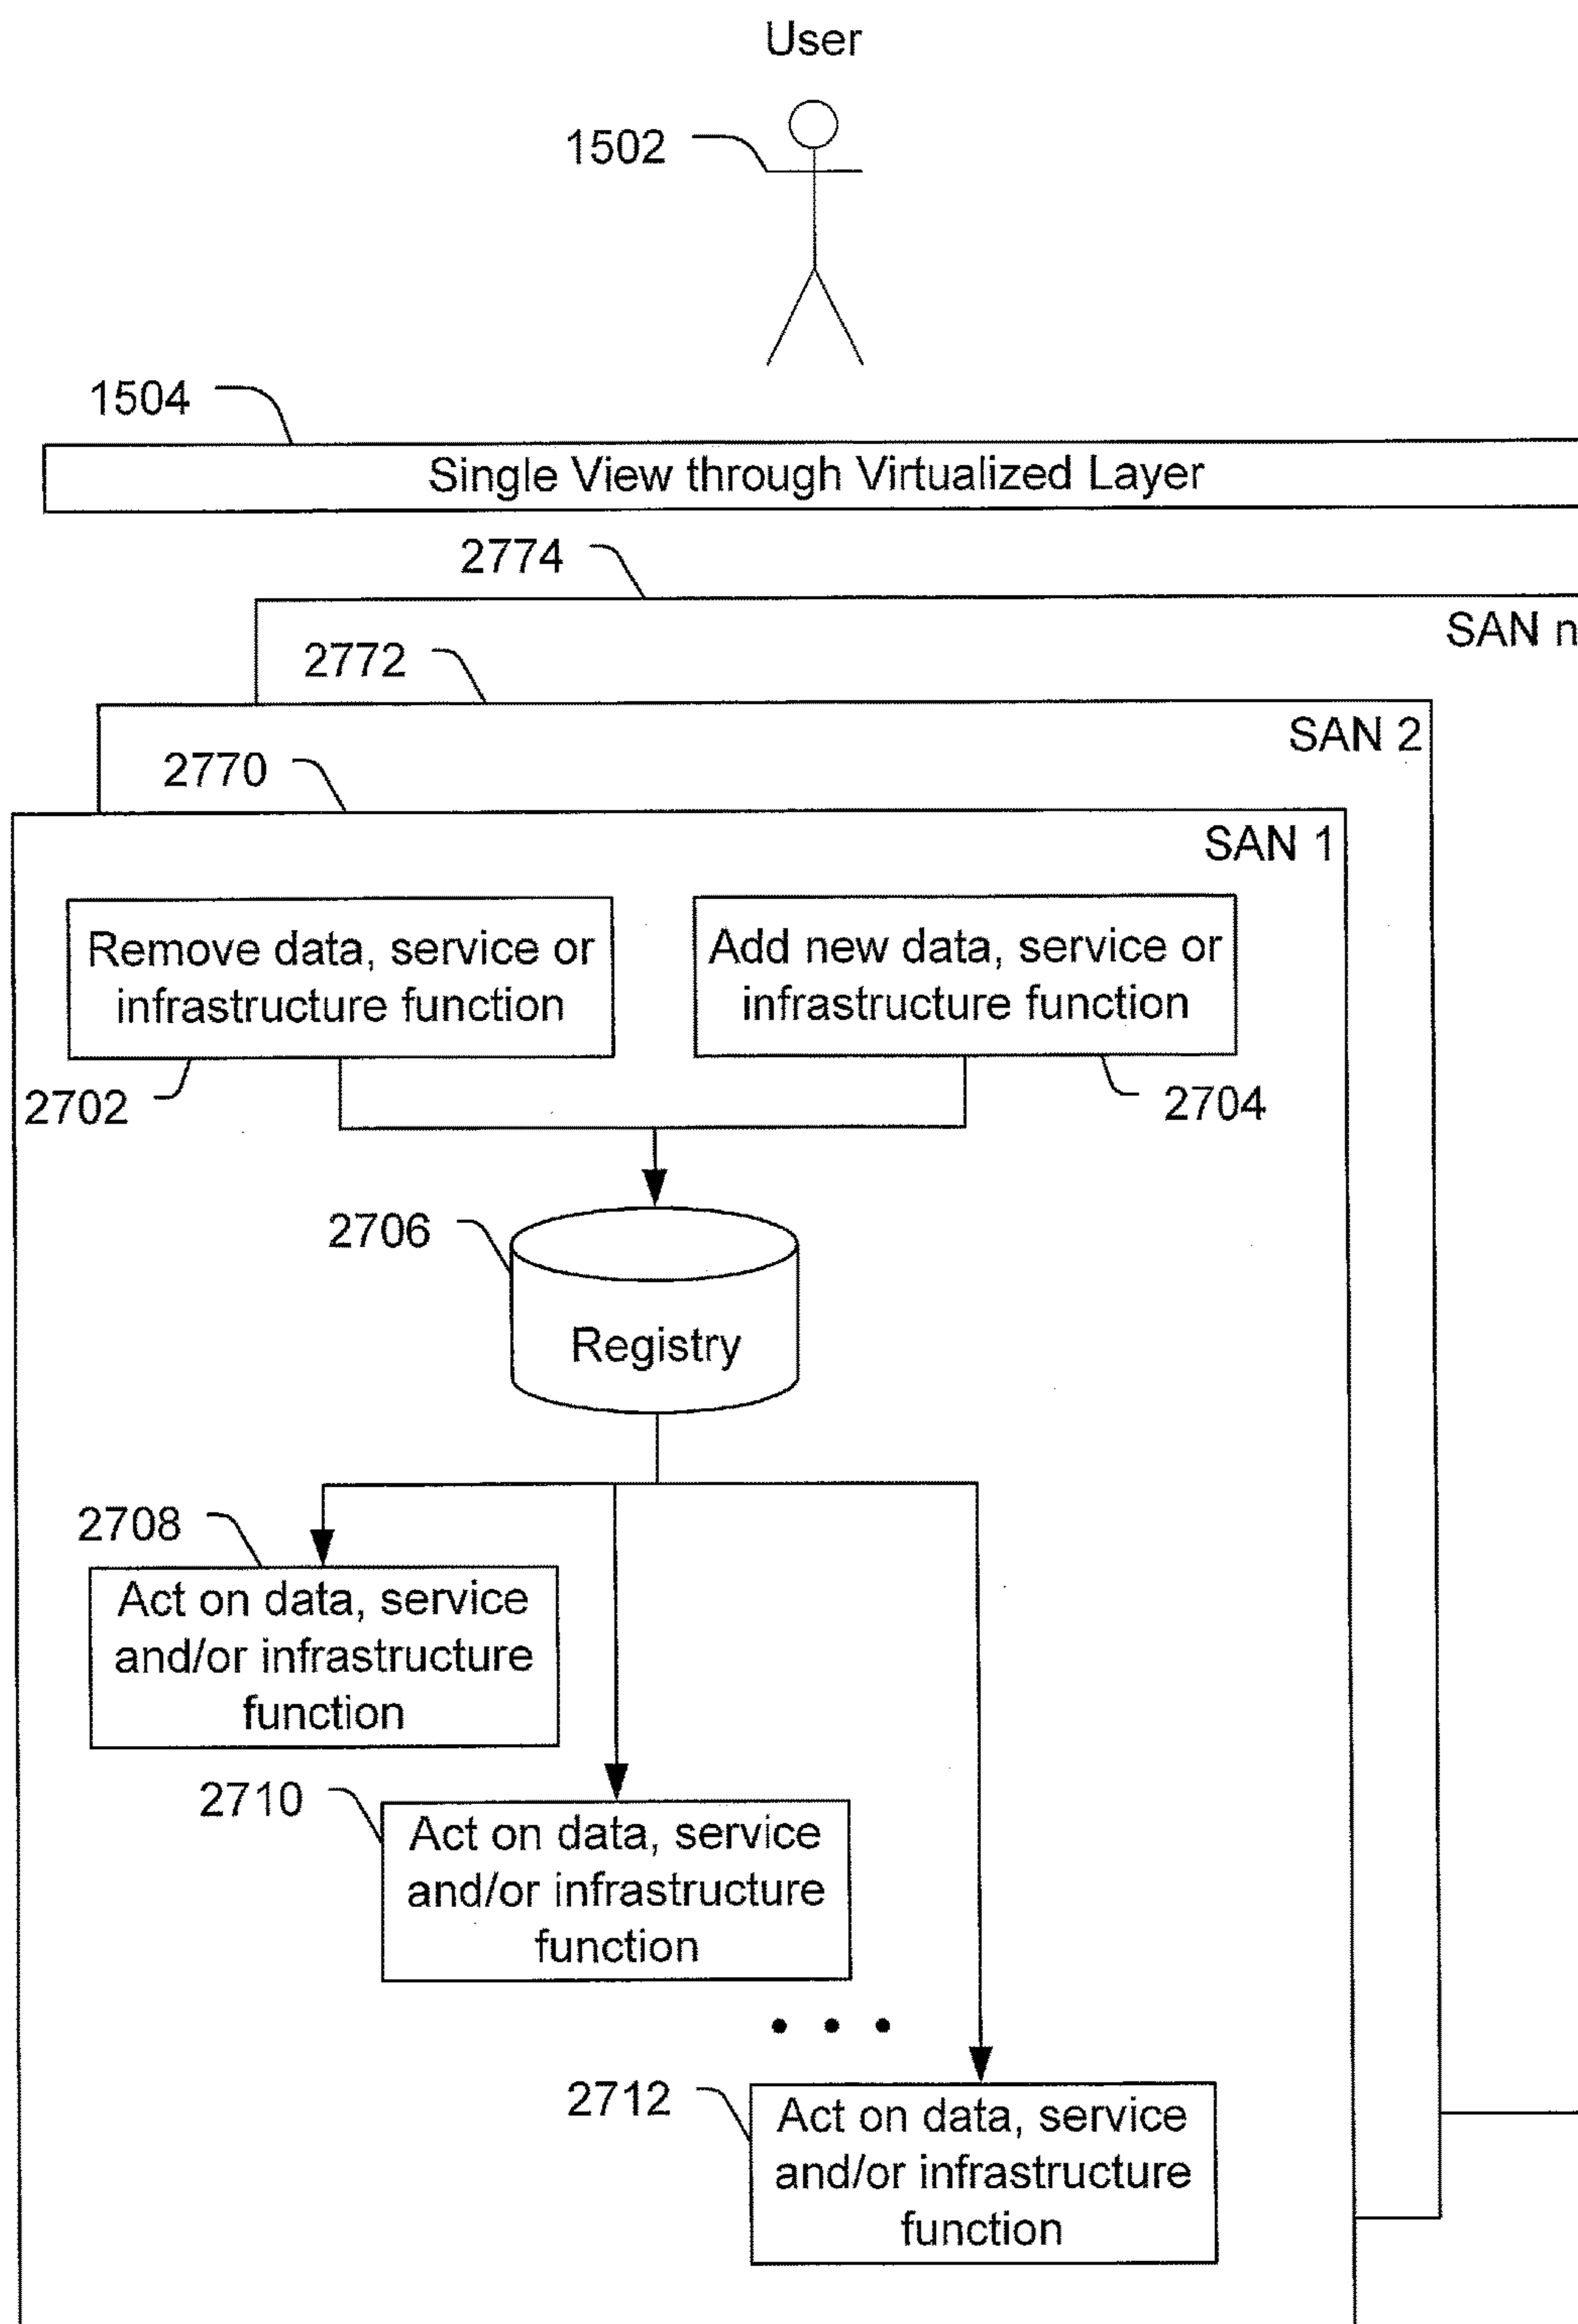 User
1502
1504
Single View through Virtualized Layer
2774
SAN n
2772
SAN 2
2770
SAN 1
Remove data, service or
infrastructure function
Add new data, service or
infrastructure function
2702
2704
2706
Registry
2708
Act on data, service
and/or infrastructure
function
2710
Act on data, service
and/or infrastructure
function
• • •
2712
Act on data, service
and/or infrastructure
function